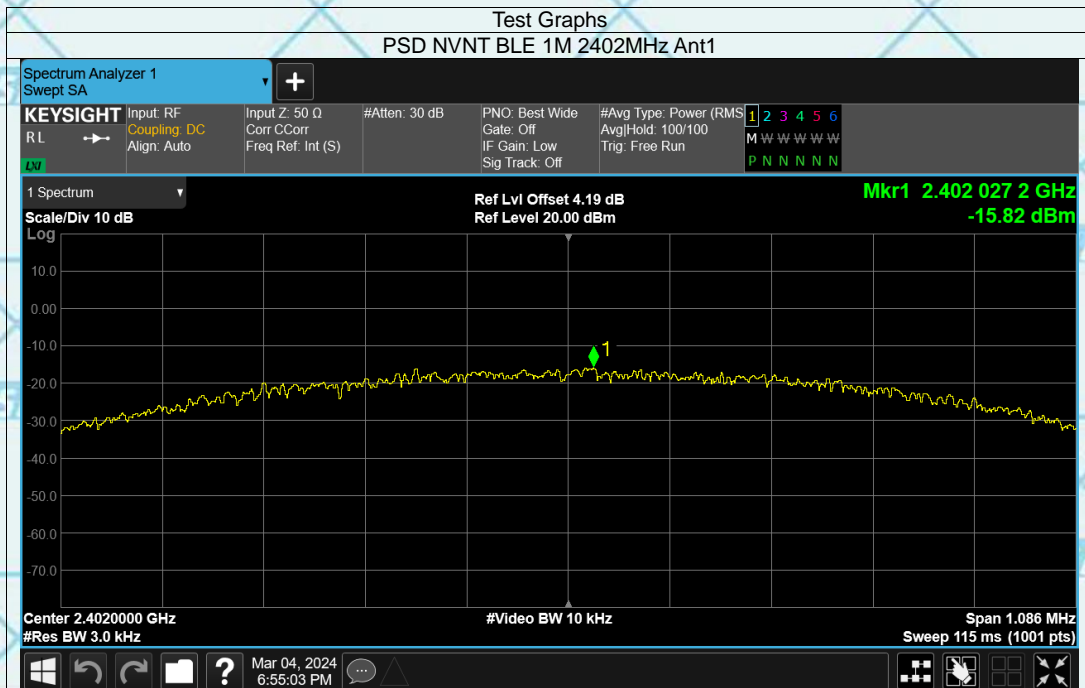 Test Graphs
PSD NVNT BLE 1M 2402MHz Ant1
Spectrum Analyzer 1
Swept SA
+
KEYSIGHT
RL
LXI
Input: RF
Coupling: DC
Align: Auto
Input Z: 50 Ω
Corr CCorr
Freq Ref: Int (S)
#Atten: 30 dB
PNO: Best Wide
Gate: Off
IF Gain: Low
Sig Track: Off
#Avg Type: Power (RMS
Avg|Hold: 100/100
Trig: Free Run
1 2 3 4 5 6
M W W W W W
P N N N N N
1 Spectrum
Scale/Div 10 dB
Log
Ref Lvl Offset 4.19 dB
Ref Level 20.00 dBm
Mkr1 2.402 027 2 GHz
-15.82 dBm
10.0
0.00
-10.0
1
-20.0
-30.0
-40.0
-50.0
-60.0
-70.0
Center 2.4020000 GHz
#Res BW 3.0 kHz
#Video BW 10 kHz
Span 1.086 MHz
Sweep 115 ms (1001 pts)
?
Mar 04, 2024
6:55:03 PM